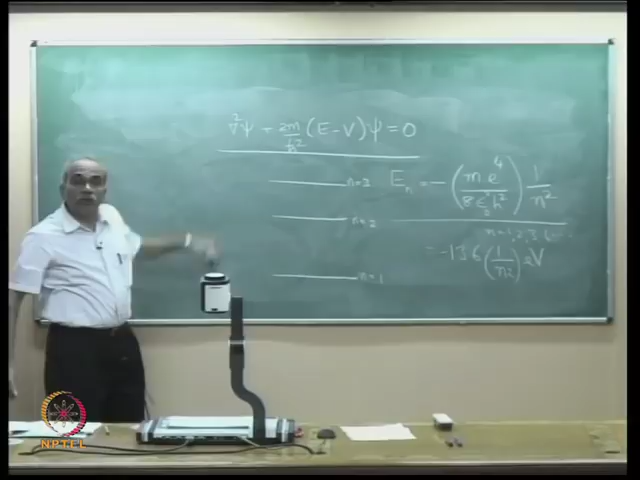 ∇²ψ + 2m/ħ² (E-V)ψ = 0
n=2 Eₙ = -(me⁴/8ε₀²h²) 1/n²
n=2
n=1,2,3,(...
n=1 = -13.6 (1/n²) eV
NPTEL